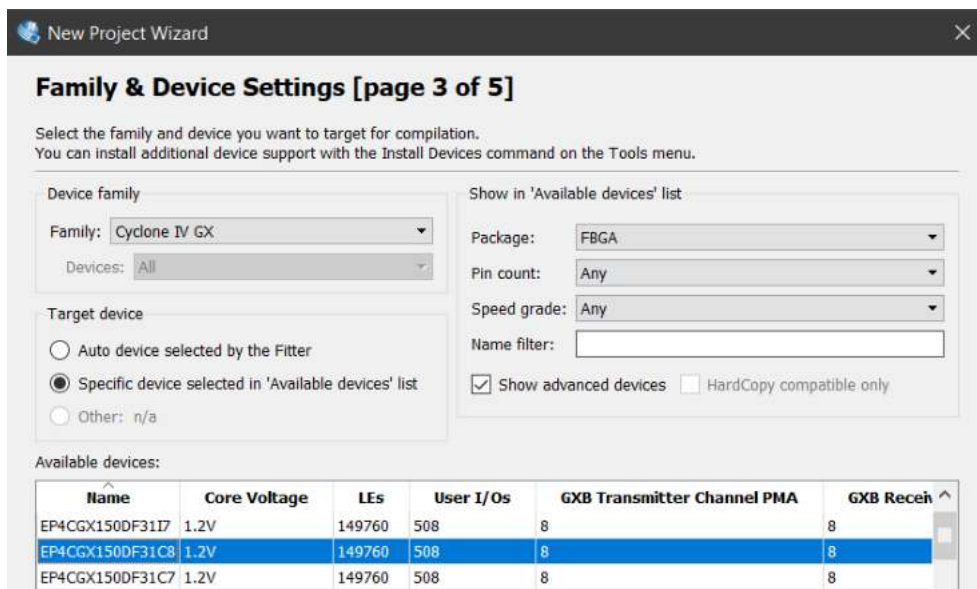 New Project Wizard
Family & Device Settings [page 3 of 5]
Select the family and device you want to target for compilation.
You can install additional device support with the Install Devices command on the Tools menu.
Device family
Family: Cyclone IV GX
Devices: All
Target device
Auto device selected by the Fitter
Specific device selected in 'Available devices' list
Other: n/a
Show in 'Available devices' list
Package: FBGA
Pin count: Any
Speed grade: Any
Name filter:
Show advanced devices HardCopy compatible only
Available devices:
Name Core Voltage LEs User I/Os GXB Transmitter Channel PMA GXB Receiv
EP4CGX150DF31I7 1.2V 149760 508 8 8
EP4CGX150DF31C8 1.2V 149760 508 8 8
EP4CGX150DF31C7 1.2V 149760 508 8 8